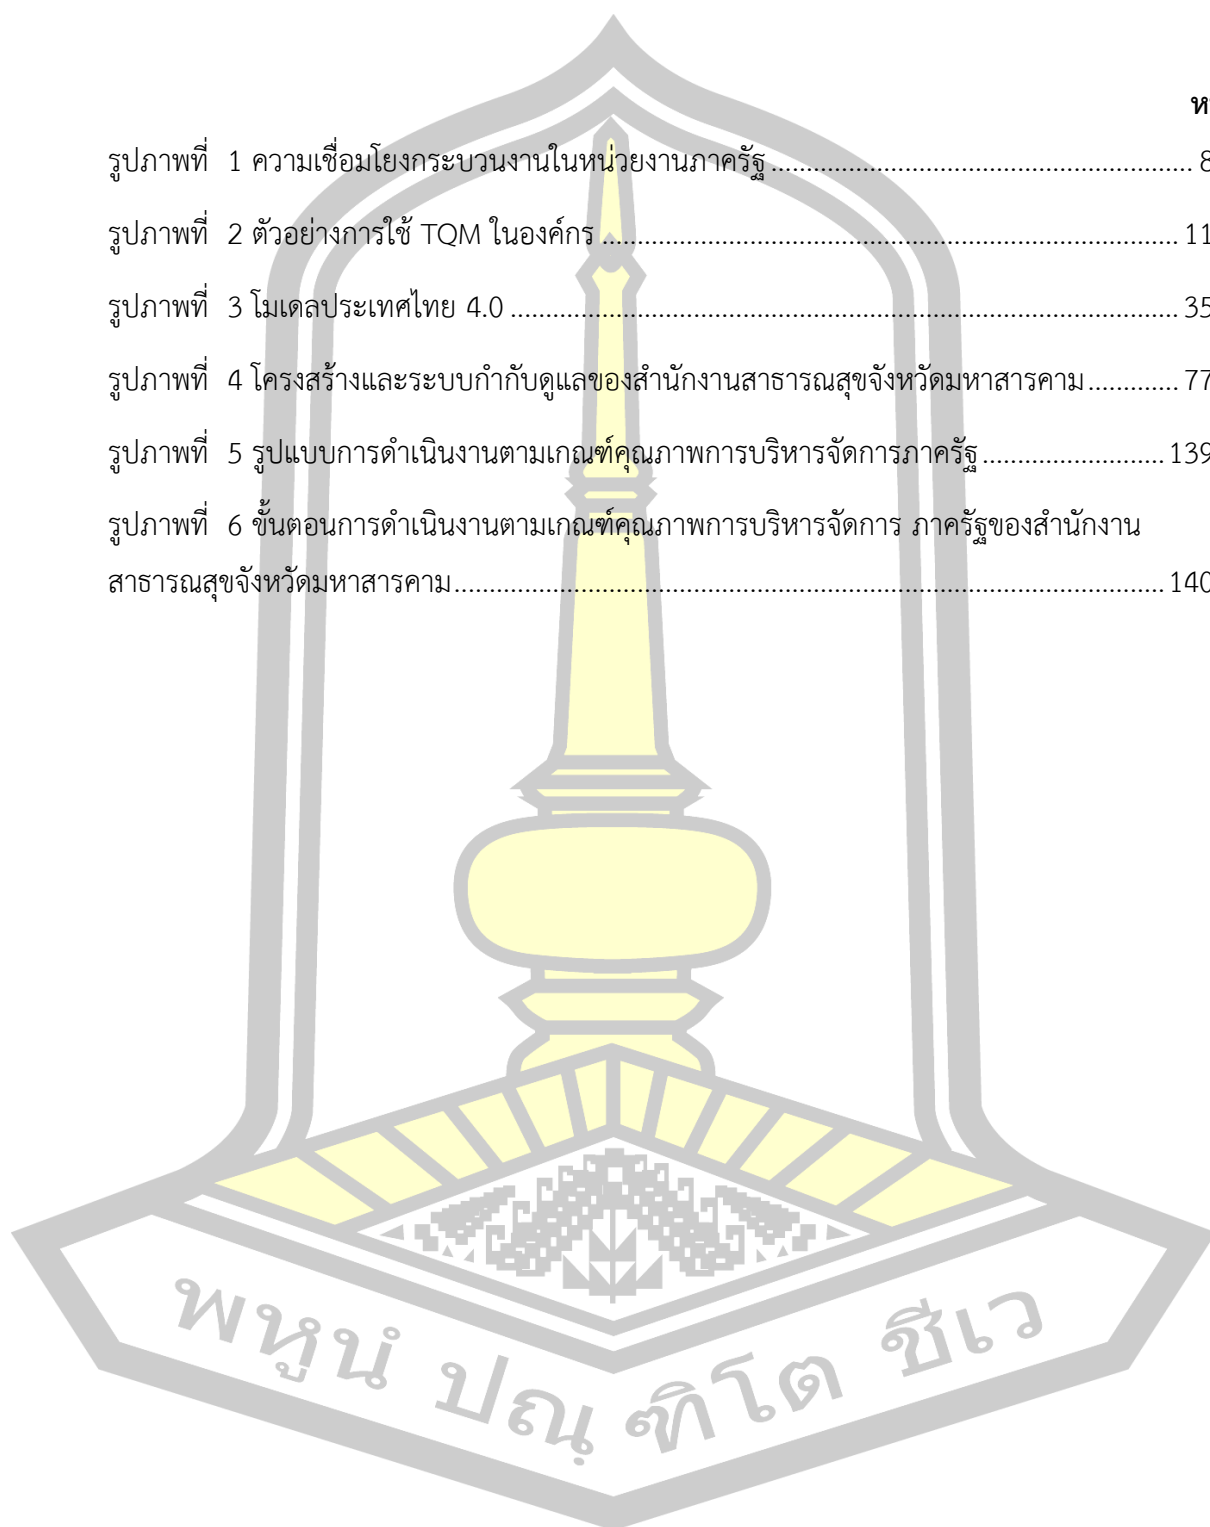 รูปภาพที่ 1 ความเชื่อมโยงกระบวนงานในหน่วยงานภาครัฐ ................................................... 8
รูปภาพที่ 2 ตัวอย่างการใช้ TQM ในองค์กร ...................................................................... 11
รูปภาพที่ 3 โมเดลประเทศไทย 4.0 ................................................................................. 35
รูปภาพที่ 4 โครงสร้างและระบบกำกับดูแลของสำนักงานสาธารณสุขจังหวัดมหาสารคาม ............. 77
รูปภาพที่ 5 รูปแบบการดำเนินงานตามเกณฑ์คุณภาพการบริหารจัดการภาครัฐ ...................... 139
รูปภาพที่ 6 ขั้นตอนการดำเนินงานตามเกณฑ์คุณภาพการบริหารจัดการ ภาครัฐของสำนักงาน
สาธารณสุขจังหวัดมหาสารคาม ...................................................................................... 140
พหูนํ ปณฺ ฑิโต ชีเว